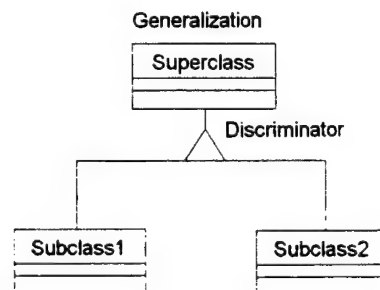 Generalization
Superclass
Discriminator
Subclass1
Subclass2